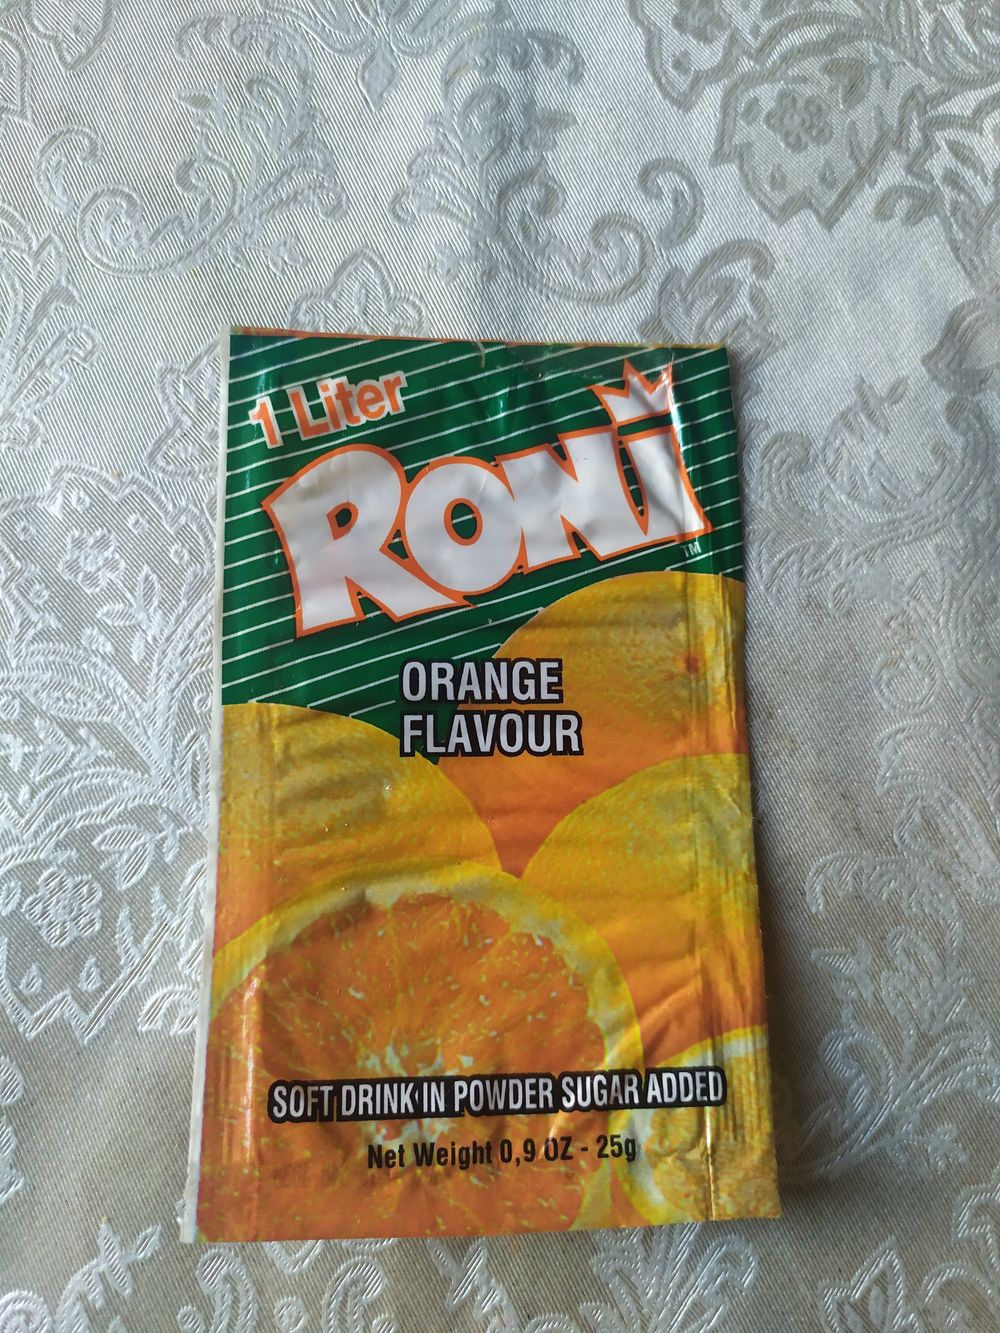 1 Liter
RONi
TM
ORANGE
FLAVOUR
SOFT DRINK IN POWDER SUGAR ADDED
Net Weight 0,9 OZ - 25g